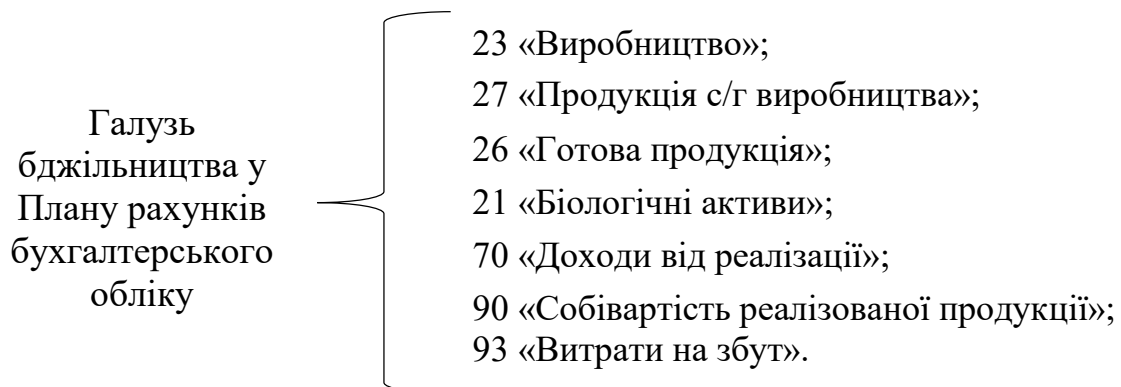 Галузь
бджільництва у
Плану рахунків
бухгалтерського
обліку
23 «Виробництво»;
27 «Продукція с/г виробництва»;
26 «Готова продукція»;
21 «Біологічні активи»;
70 «Доходи від реалізації»;
90 «Собівартість реалізованої продукції»;
93 «Витрати на збут».